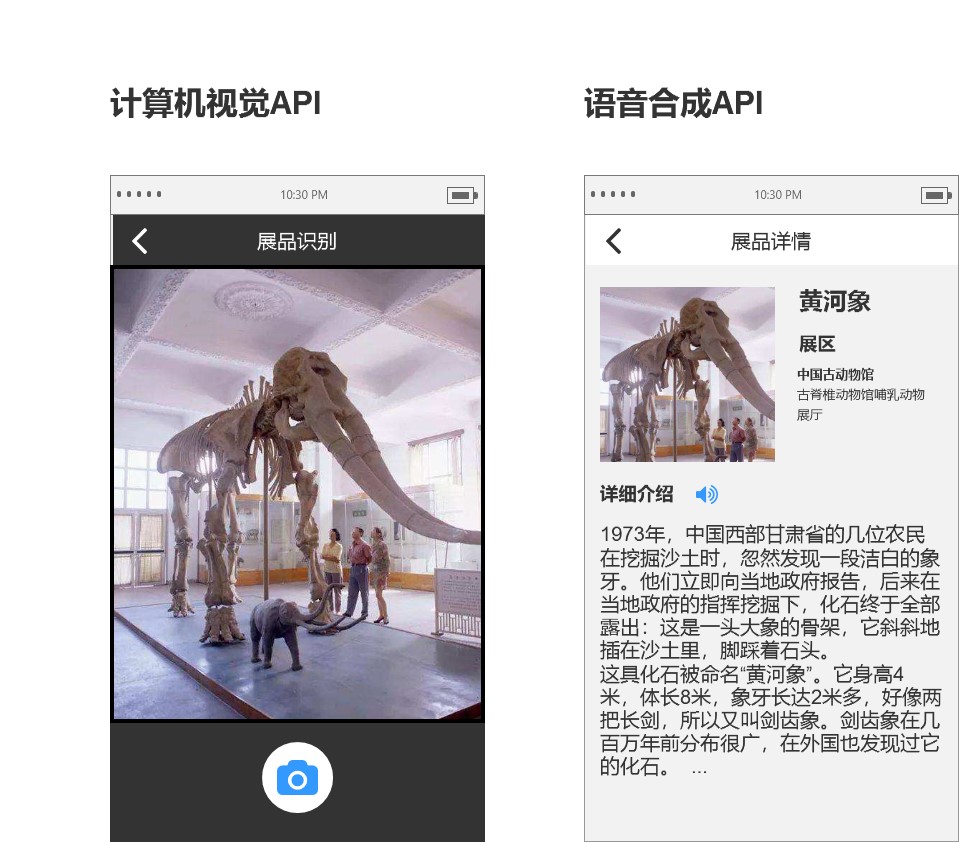 计算机视觉API
语音合成API
10:30 PM
展品识别
10:30 PM
展品详情
黄河象
展区
中国古动物馆
古脊椎动物馆哺乳动物
展厅
详细介绍
1973年，中国西部甘肃省的几位农民
在挖掘沙土时，忽然发现一段洁白的象
牙。他们立即向当地政府报告，后来在
当地政府的指挥挖掘下，化石终于全部
露出：这是一头大象的骨架，它斜斜地
插在沙土里，脚踩着石头。
这具化石被命名“黄河象”。它身高4
米，体长8米，象牙长达2米多，好像两
把长剑，所以又叫剑齿象。剑齿象在几
百万年前分布很广，在外国也发现过它
的化石。 ...